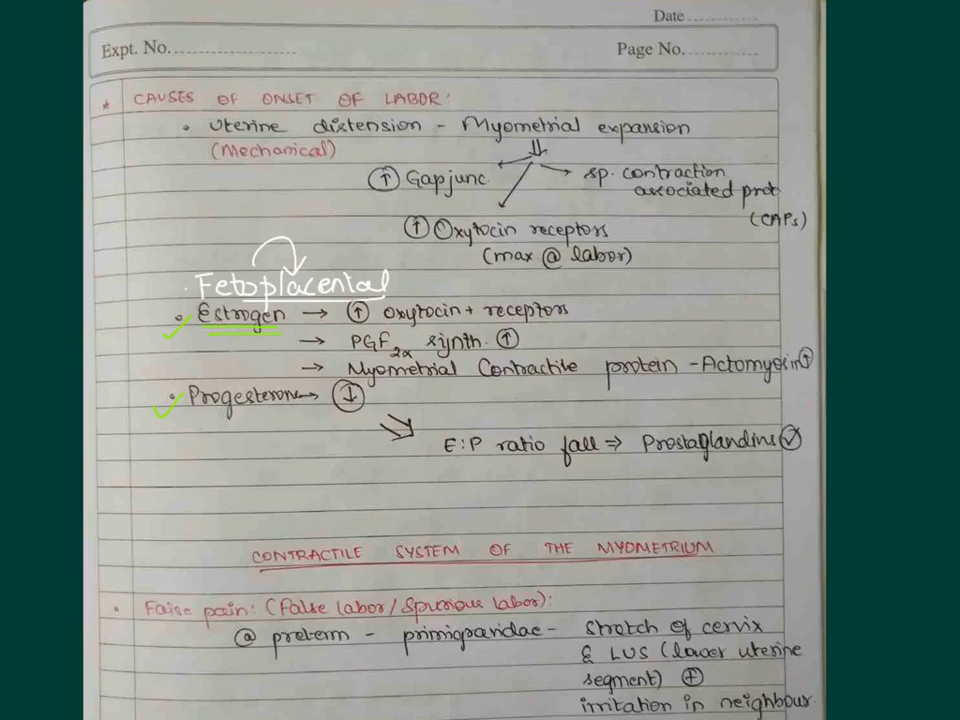 Date ..............
Expt. No. ............................ Page No. ..............
* CAUSES OF ONSET OF LABOR:
• Uterine distension - Myometrial expansion
(Mechanical)
⇓
↑ Gap junc. → sp. contraction
associated prot
(CAPs)
↑ Oxytocin receptors
(max @ labor)
• Fetoplacental
• Estrogen → ↑ oxytocin + receptors
→ PGF2α synth. ↑
→ Myometrial Contractile protein - Actomyosin ↑
• Progesterone → ↓
E:P ratio fall ⇒ Prostaglandins
CONTRACTILE SYSTEM OF THE MYOMETRIUM
• False pain: (False labor/Spurious labor):
@ preterm - primigravidae - stretch of cervix
& LUS (lower uterine
segment) +
irritation in neighbour.